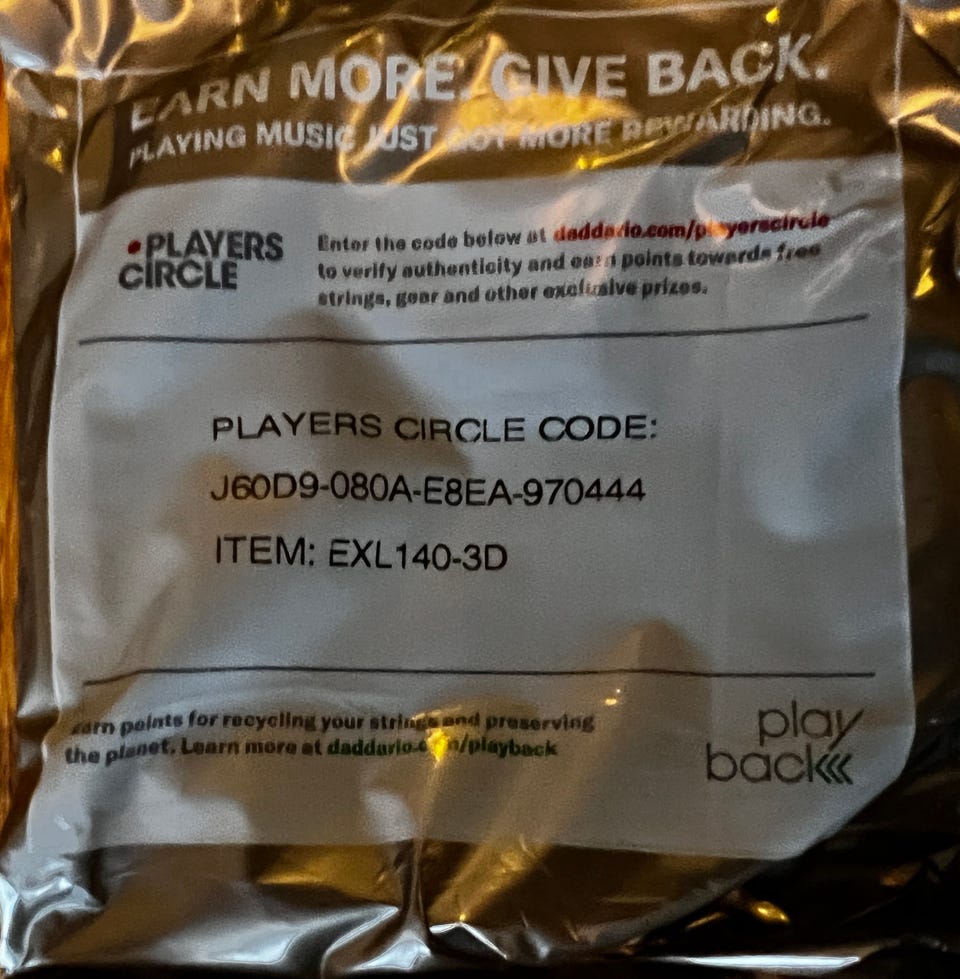 EARN MORE. GIVE BACK.
PLAYING MUSIC JUST GOT MORE REWARDING.
PLAYERS
CIRCLE
Enter the code below at daddario.com/playerscircle
to verify authenticity and earn points towards free
strings, gear and other exclusive prizes.
PLAYERS CIRCLE CODE:
J60D9-080A-E8EA-970444
ITEM: EXL140-3D
Earn points for recycling your strings and preserving
the planet. Learn more at daddario.com/playback
play
back